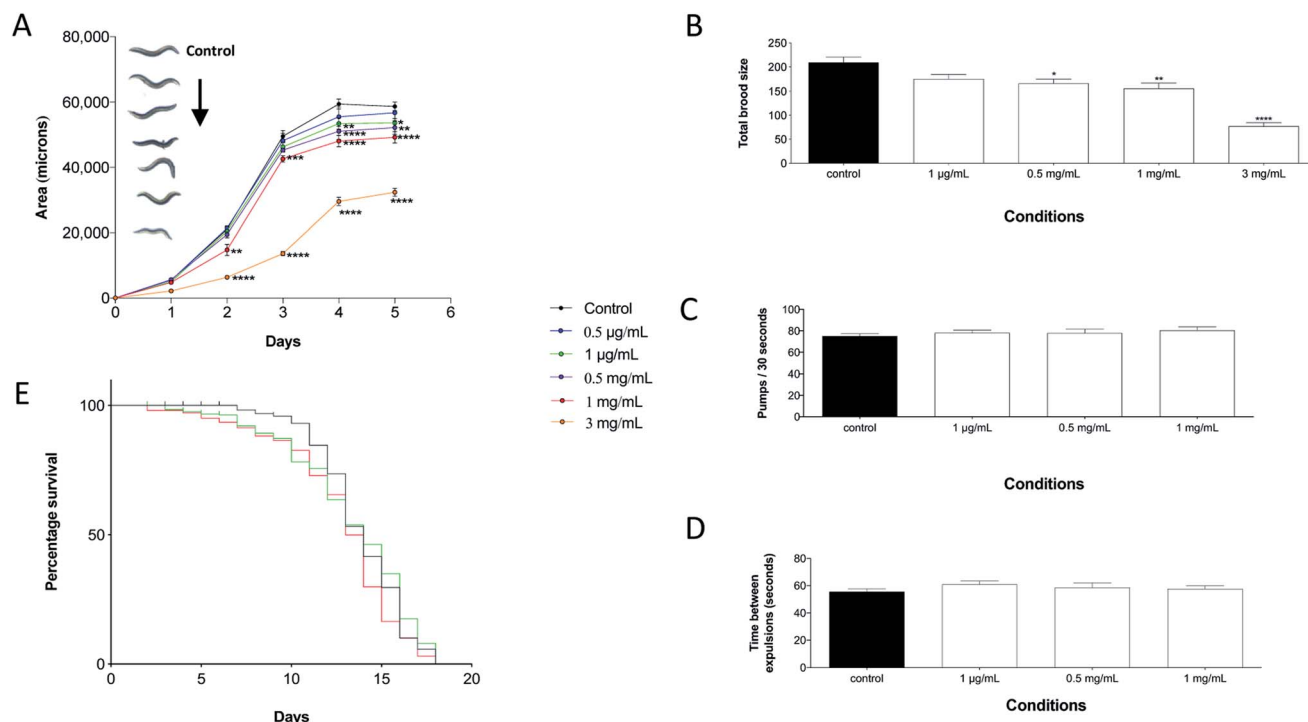 A
80,000
60,000
40,000
20,000
0
Area (microns)
Control
**
****
***
****
**
****
****
****
*
**
****
****
0 1 2 3 4 5 6
Days
B
250
200
150
100
50
0
Total brood size
*
**
****
control 1 µg/mL 0.5 mg/mL 1 mg/mL 3 mg/mL
Conditions
Control
0.5 µg/mL
1 µg/mL
0.5 mg/mL
1 mg/mL
3 mg/mL
C
100
80
60
40
20
0
Pumps / 30 seconds
control 1 µg/mL 0.5 mg/mL 1 mg/mL
Conditions
E
100
50
0
Percentage survival
0 5 10 15 20
Days
D
80
60
40
20
0
Time between
expulsions (seconds)
control 1 µg/mL 0.5 mg/mL 1 mg/mL
Conditions